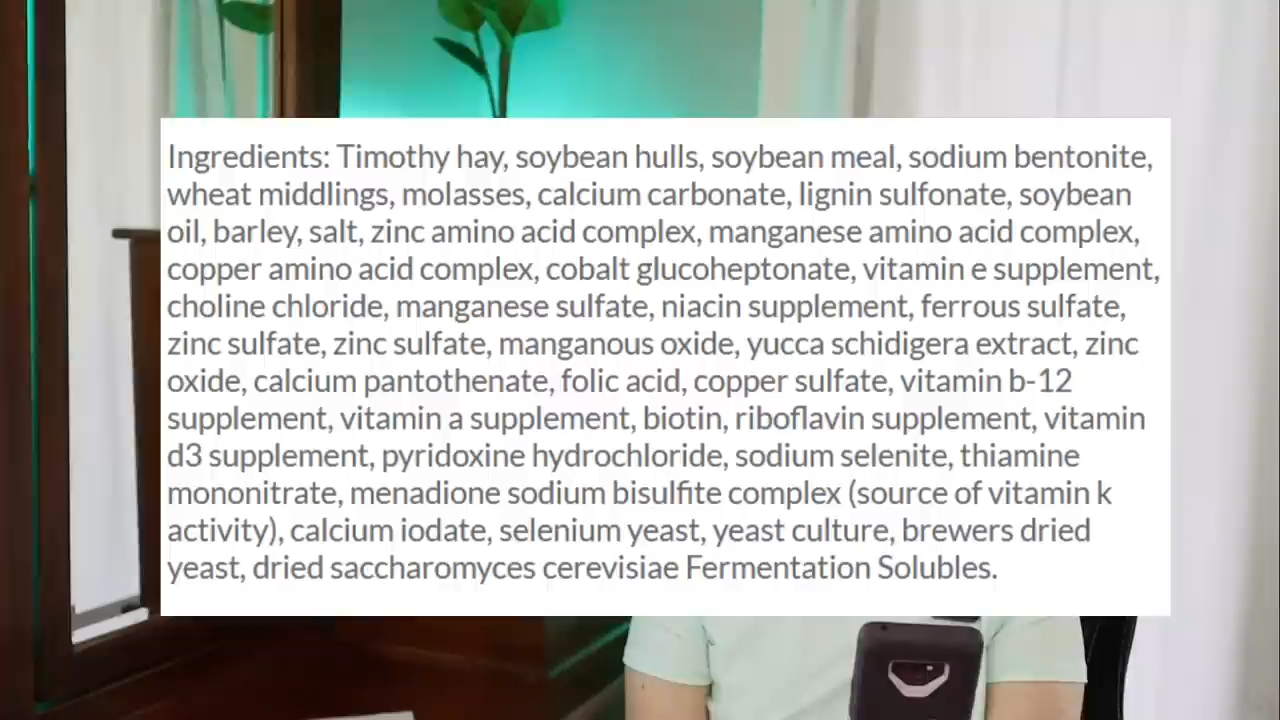 Ingredients: Timothy hay, soybean hulls, soybean meal, sodium bentonite,
wheat middlings, molasses, calcium carbonate, lignin sulfonate, soybean
oil, barley, salt, zinc amino acid complex, manganese amino acid complex,
copper amino acid complex, cobalt glucoheptonate, vitamin e supplement,
choline chloride, manganese sulfate, niacin supplement, ferrous sulfate,
zinc sulfate, zinc sulfate, manganous oxide, yucca schidigera extract, zinc
oxide, calcium pantothenate, folic acid, copper sulfate, vitamin b-12
supplement, vitamin a supplement, biotin, riboflavin supplement, vitamin
d3 supplement, pyridoxine hydrochloride, sodium selenite, thiamine
mononitrate, menadione sodium bisulfite complex (source of vitamin k
activity), calcium iodate, selenium yeast, yeast culture, brewers dried
yeast, dried saccharomyces cerevisiae Fermentation Solubles.